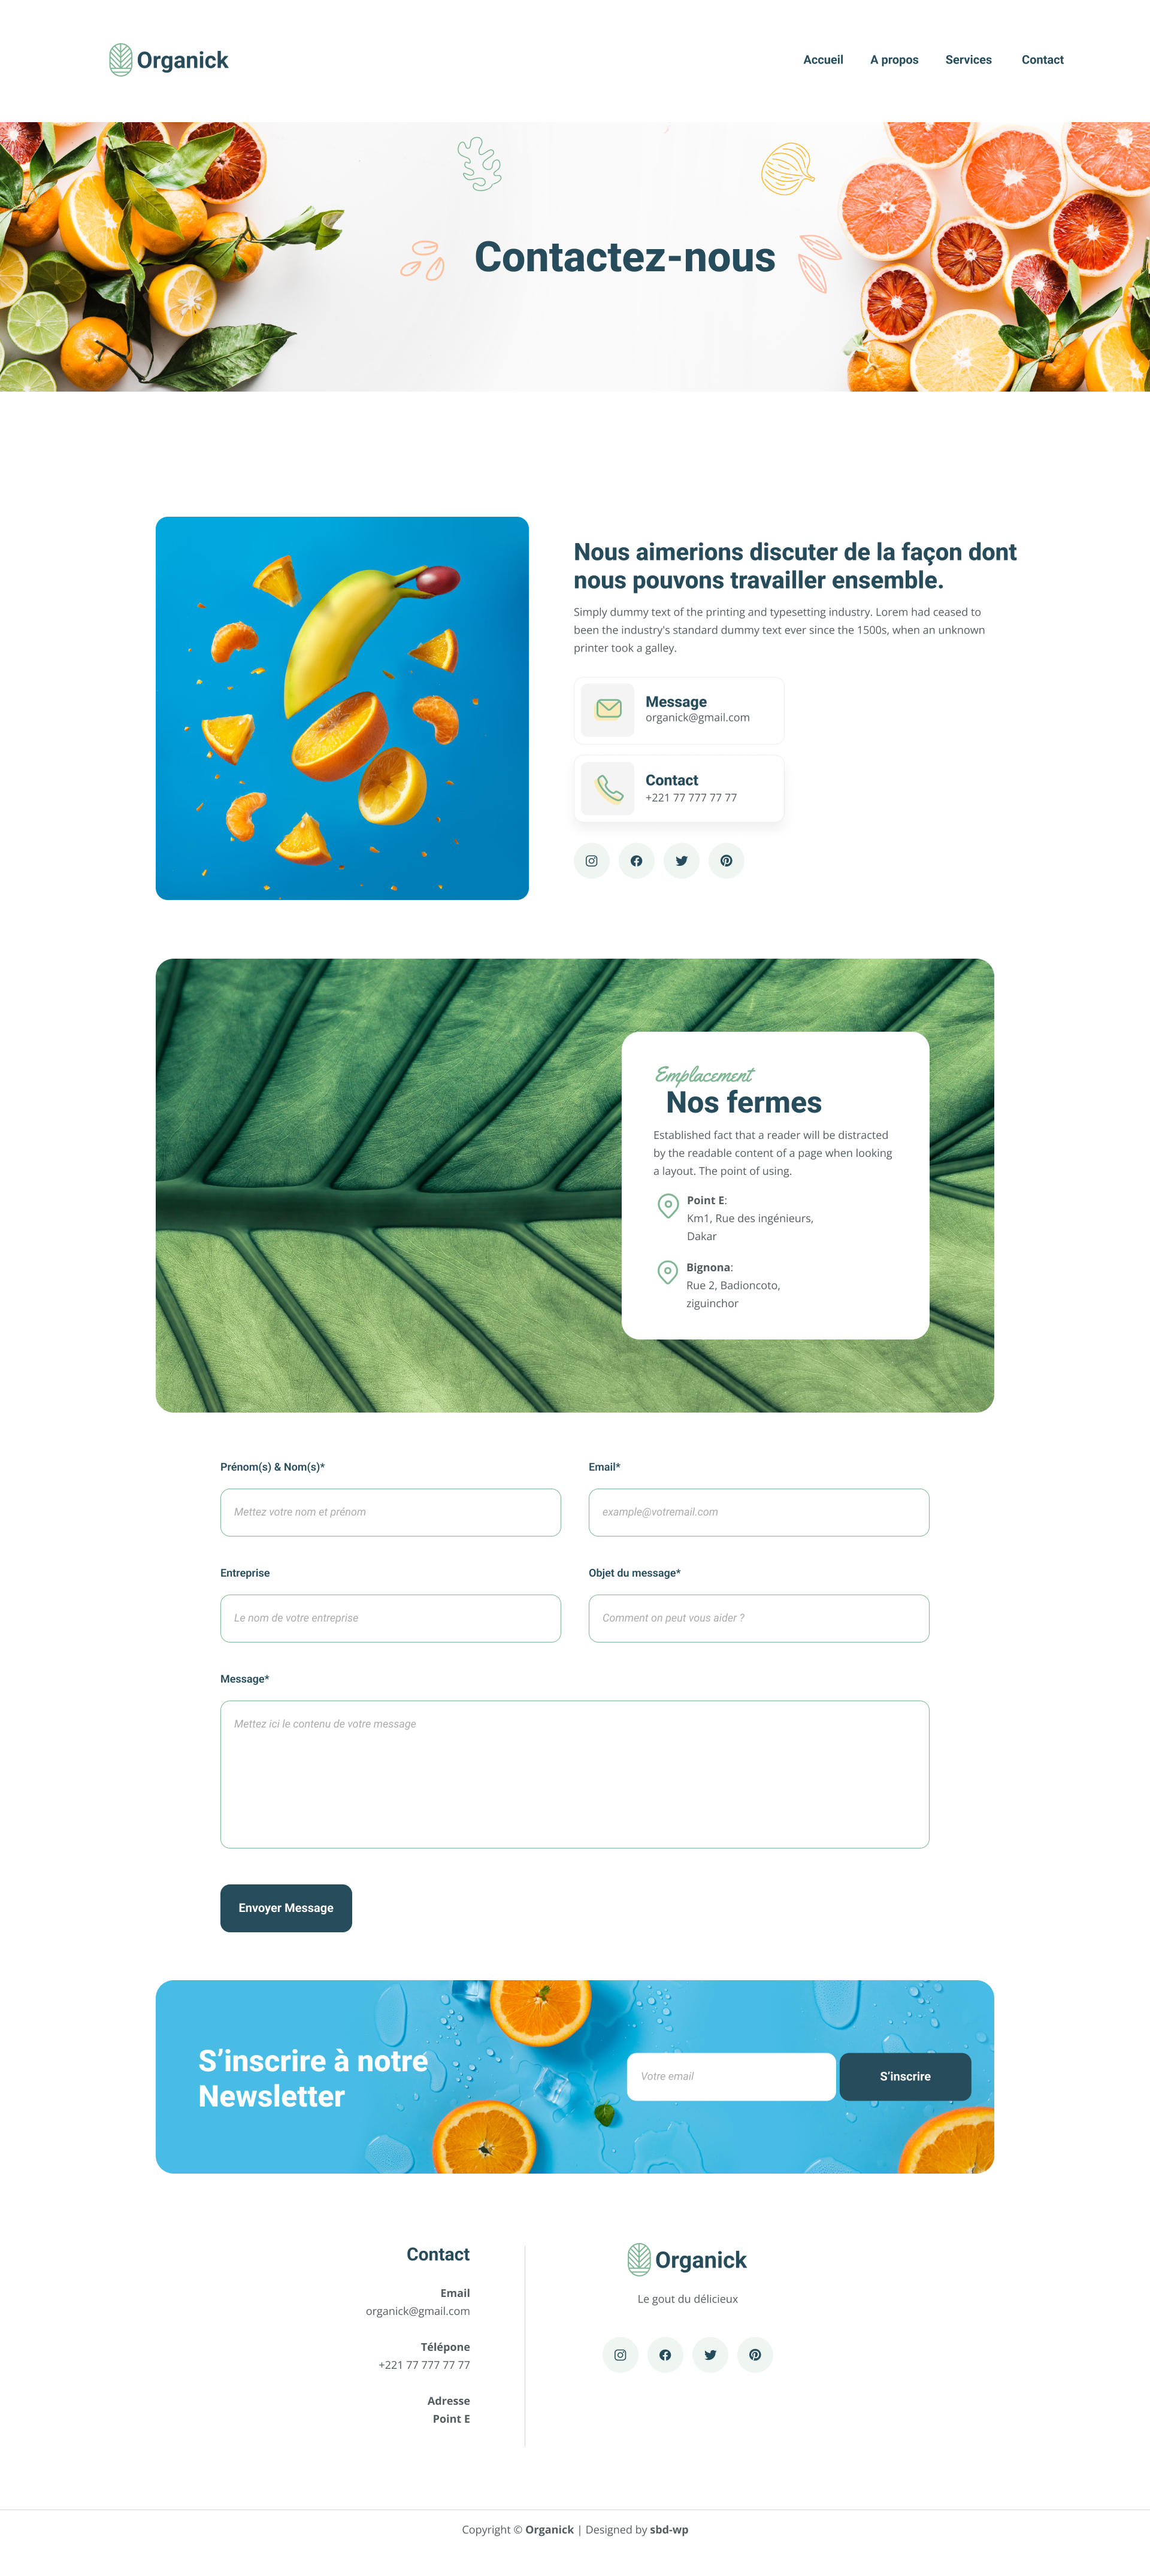 Organick
Accueil A propos Services Contact
Contactez-nous
Nous aimerions discuter de la façon dont
nous pouvons travailler ensemble.
Simply dummy text of the printing and typesetting industry. Lorem had ceased to
been the industry's standard dummy text ever since the 1500s, when an unknown
printer took a galley.
Message
organick@gmail.com
Contact
+221 77 777 77 77
Emplacement
Nos fermes
Established fact that a reader will be distracted
by the readable content of a page when looking
a layout. The point of using.
Point E:
Km1, Rue des ingénieurs,
Dakar
Bignona:
Rue 2, Badioncoto,
ziguinchor
Prénom(s) & Nom(s)*
Mettez votre nom et prénom
Email*
example@votremail.com
Entreprise
Le nom de votre entreprise
Objet du message*
Comment on peut vous aider ?
Message*
Mettez ici le contenu de votre message
Envoyer Message
S’inscrire à notre
Newsletter
Votre email
S’inscrire
Contact
Email
organick@gmail.com
Télépone
+221 77 777 77 77
Adresse
Point E
Organick
Le gout du délicieux
Copyright © Organick | Designed by sbd-wp